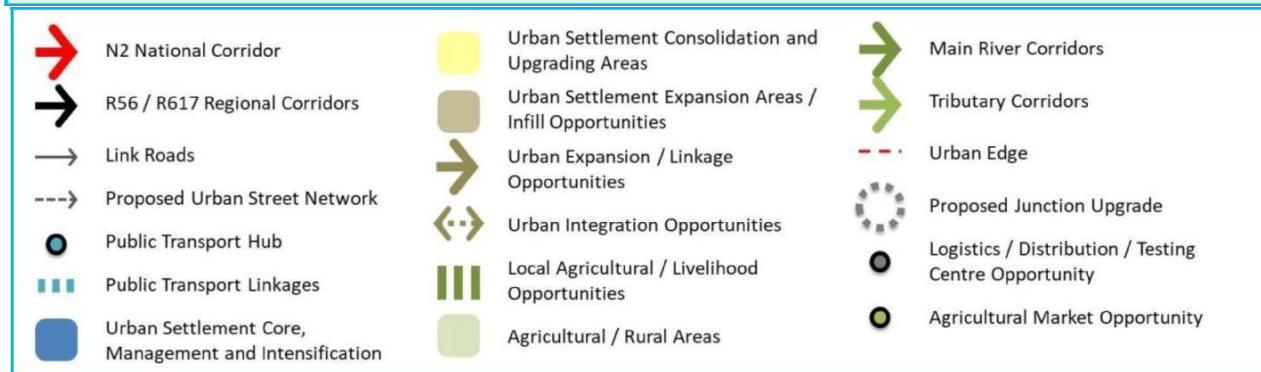 N2 National Corridor
R56 / R617 Regional Corridors
Link Roads
Proposed Urban Street Network
Public Transport Hub
Public Transport Linkages
Urban Settlement Core,
Management and Intensification
Urban Settlement Consolidation and
Upgrading Areas
Urban Settlement Expansion Areas /
Infill Opportunities
Urban Expansion / Linkage
Opportunities
Urban Integration Opportunities
Local Agricultural / Livelihood
Opportunities
Agricultural / Rural Areas
Main River Corridors
Tributary Corridors
Urban Edge
Proposed Junction Upgrade
Logistics / Distribution / Testing
Centre Opportunity
Agricultural Market Opportunity